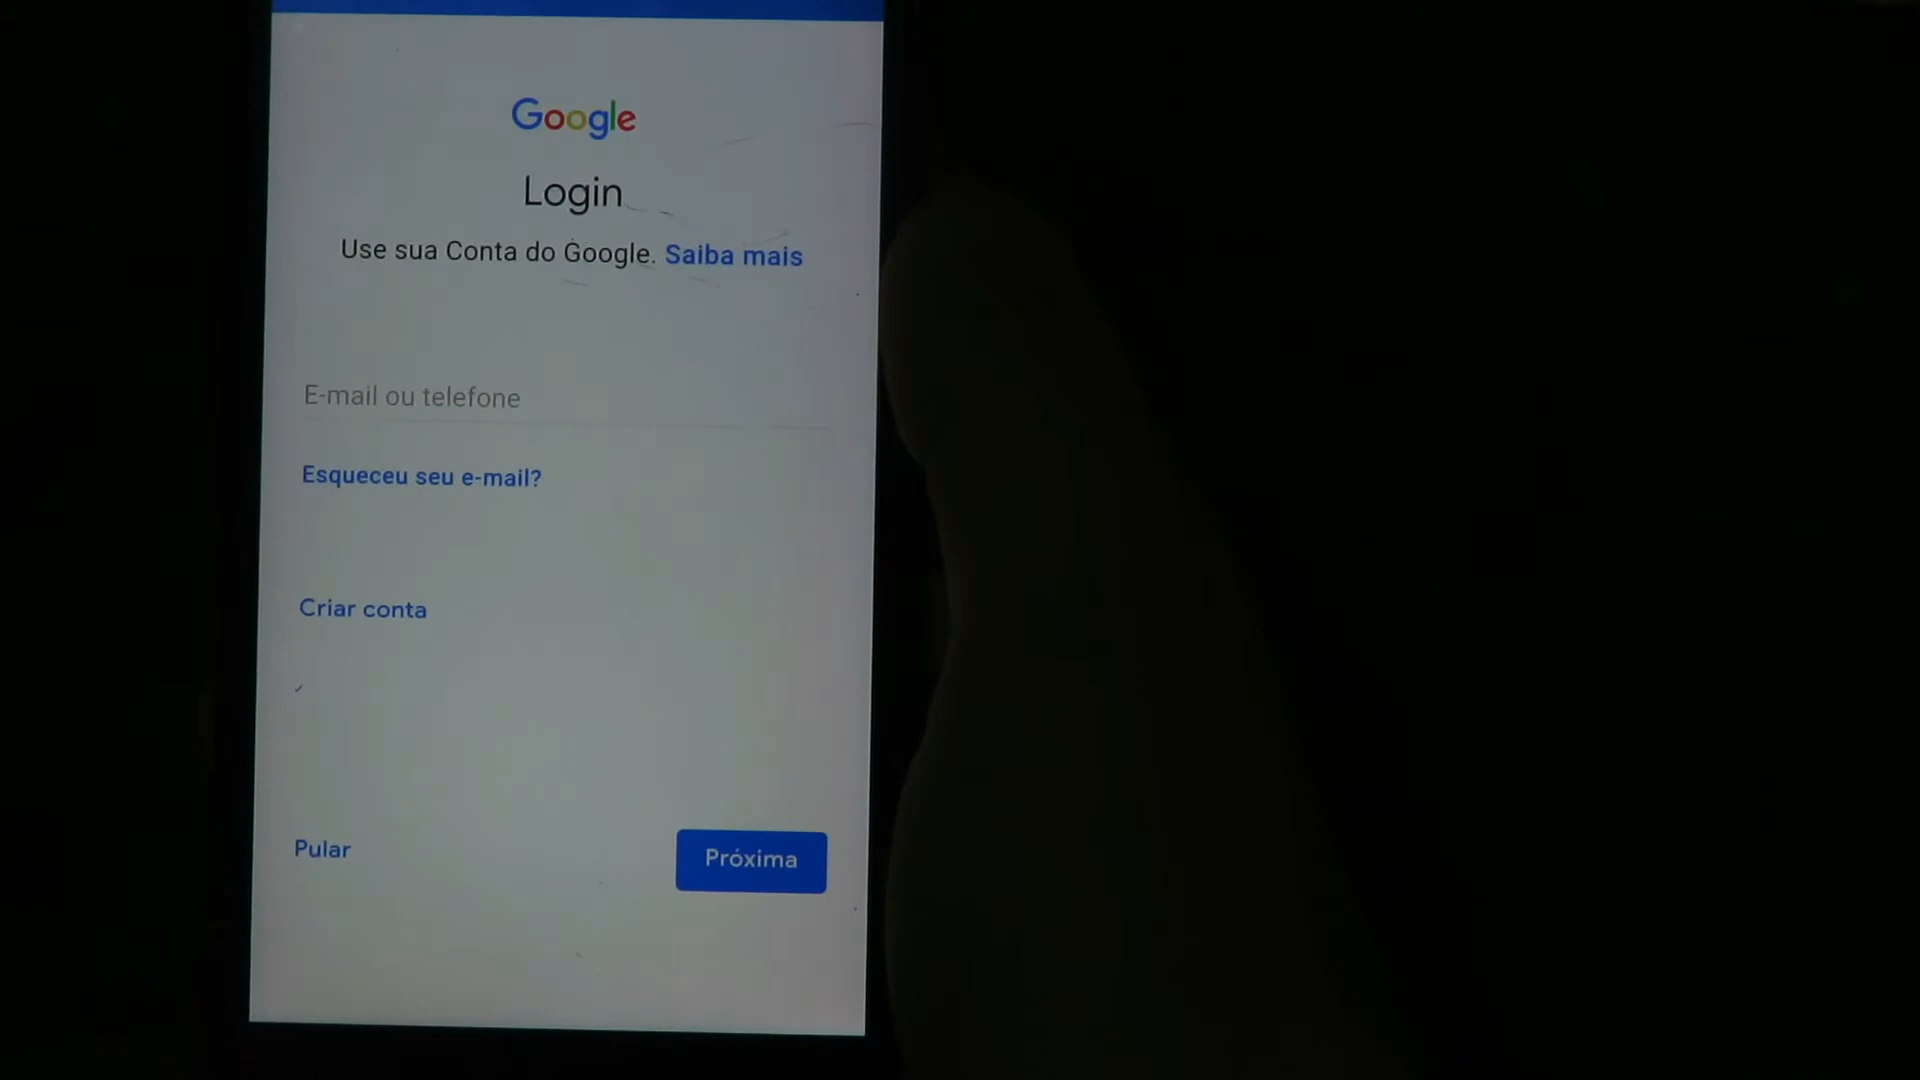 Google
Login
Use sua Conta do Google. Saiba mais
E-mail ou telefone
Esqueceu seu e-mail?
Criar conta
Pular
Próxima